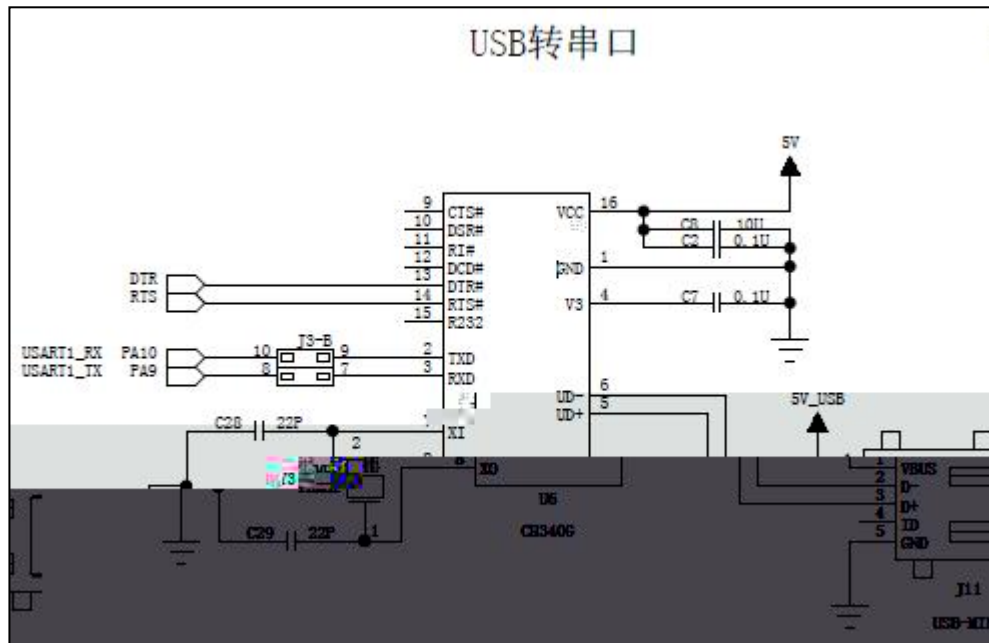 USB转串口
5V
9 CTS#
10 DSR#
11 RI#
12 DCD#
DTR 13 DTR#
RTS 14 RTS#
15 R232
VCC 16
C8 10U
C2 0.1U
GND 1
V3 4 C7 0.1U
J3-B
USART1_RX PA10 10 9 2 TXD
USART1_TX PA9 8 7 3 RXD
UD- 6
UD+ 5
5V_USB
C28 22P
XI
2
XO
U6
CH340G
C29 22P 1
1 VBUS
2 D-
3 D+
4 ID
5 GND
J11